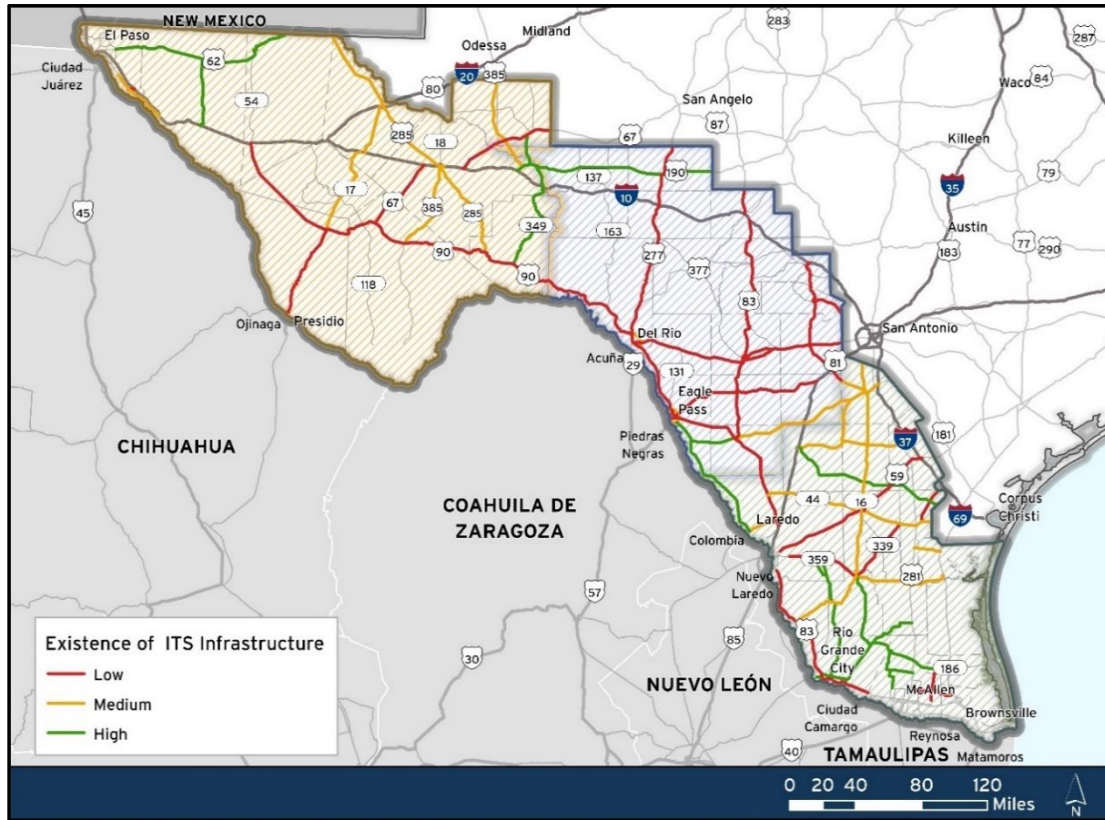 NEW MEXICO
El Paso
Ciudad
Juárez
62
54
Odessa
Midland
20
385
80
283
287
84
Waco
San Angelo
87
67
Killeen
285
18
79
35
137
190
10
17
67
385
285
349
163
277
377
45
Austin
183
77
290
90
90
83
118
Ojinaga
Presidio
Del Rio
San Antonio
Acuña
29
131
81
Eagle
Pass
Piedras
Negras
37
181
CHIHUAHUA
COAHUILA DE
ZARAGOZA
59
44
16
Corpus
Christi
69
Laredo
Colombia
339
359
Nuevo
Laredo
281
57
83
Rio
Grande
City
85
30
186
NUEVO LEÓN
McAllen
Brownsville
Ciudad
Camargo
Reynosa
40
TAMAULIPAS
Matamoros
Existence of ITS Infrastructure
Low
Medium
High
0 20 40 80 120
Miles
N